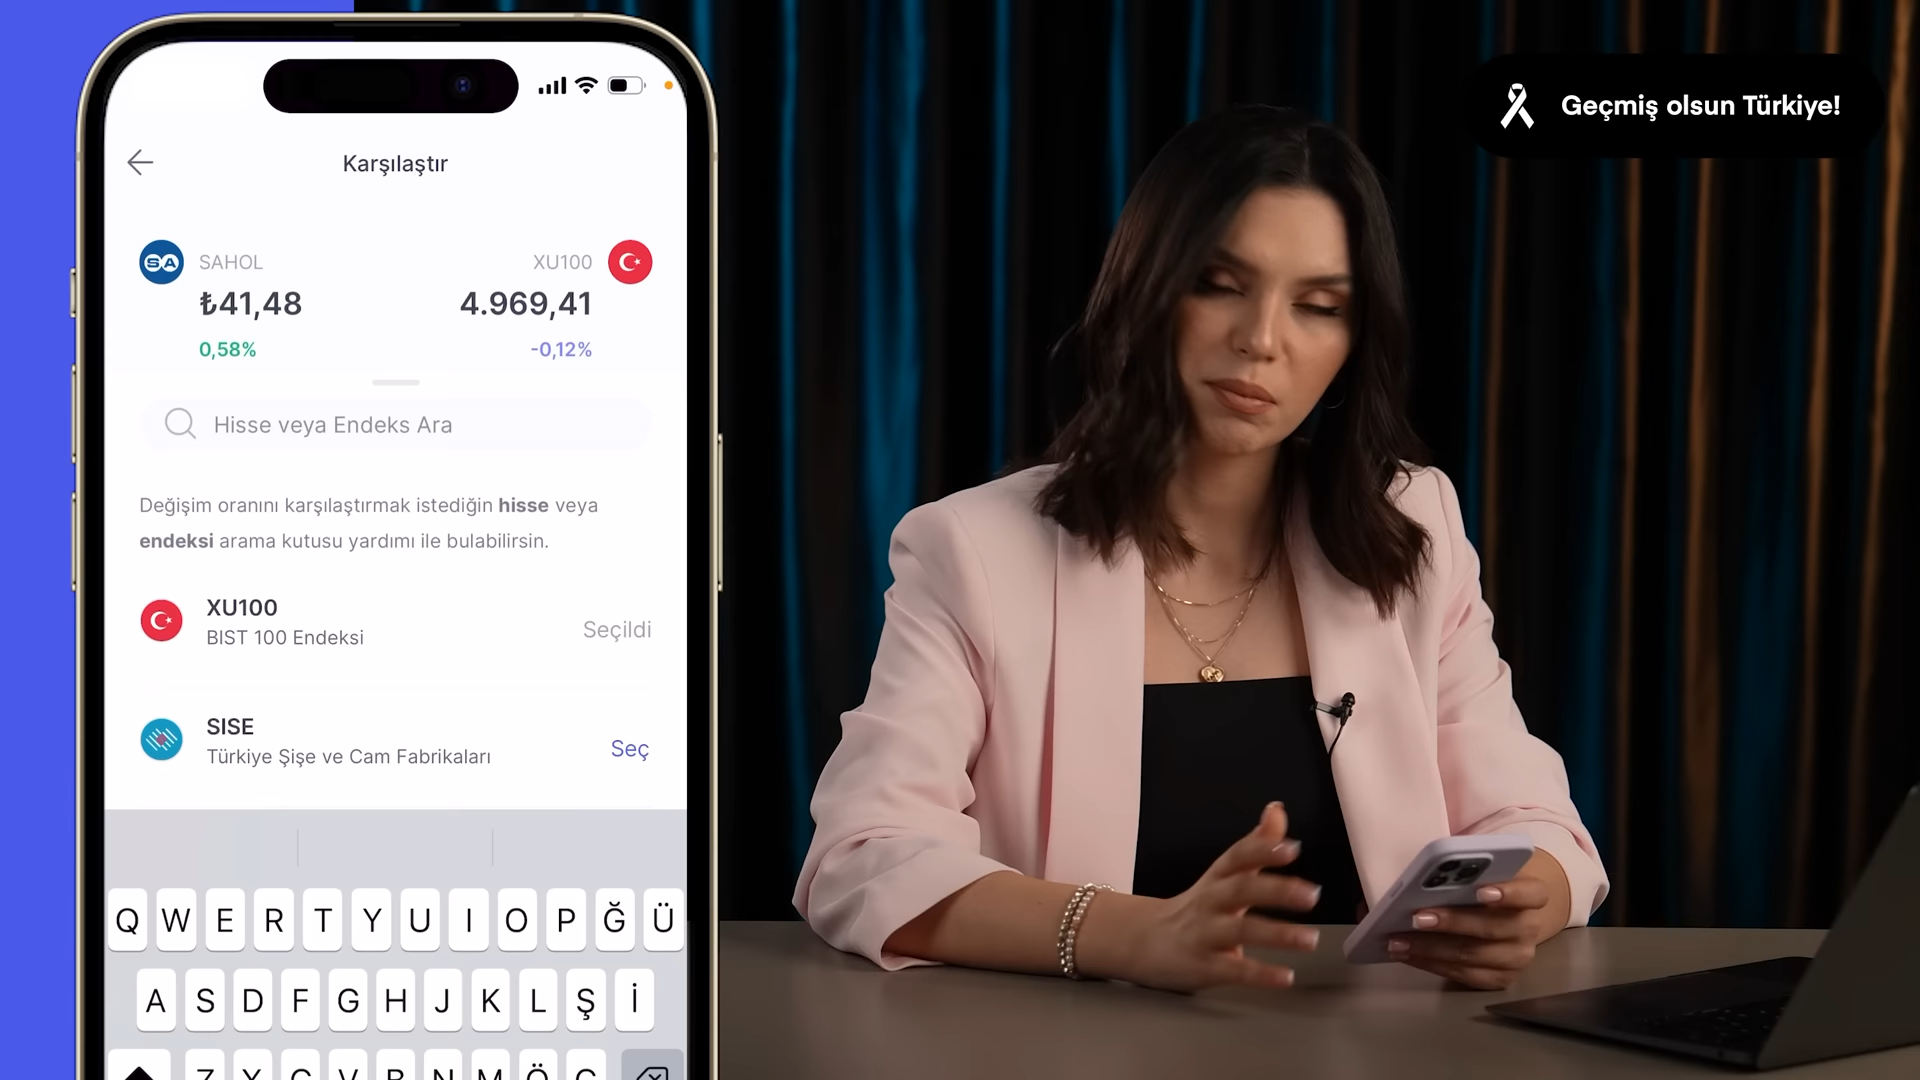 Karşılaştır
SA SAHOL XU100
₺41,48 4.969,41
0,58% -0,12%
Hisse veya Endeks Ara
Değişim oranını karşılaştırmak istediğin hisse veya
endeksi arama kutusu yardımı ile bulabilirsin.
XU100
BIST 100 Endeksi
Seçildi
SISE
Türkiye Şişe ve Cam Fabrikaları
Seç
Q W E R T Y U I O P Ğ Ü
A S D F G H J K L Ş İ
Z X C V B N M Ö Ç
Geçmiş olsun Türkiye!